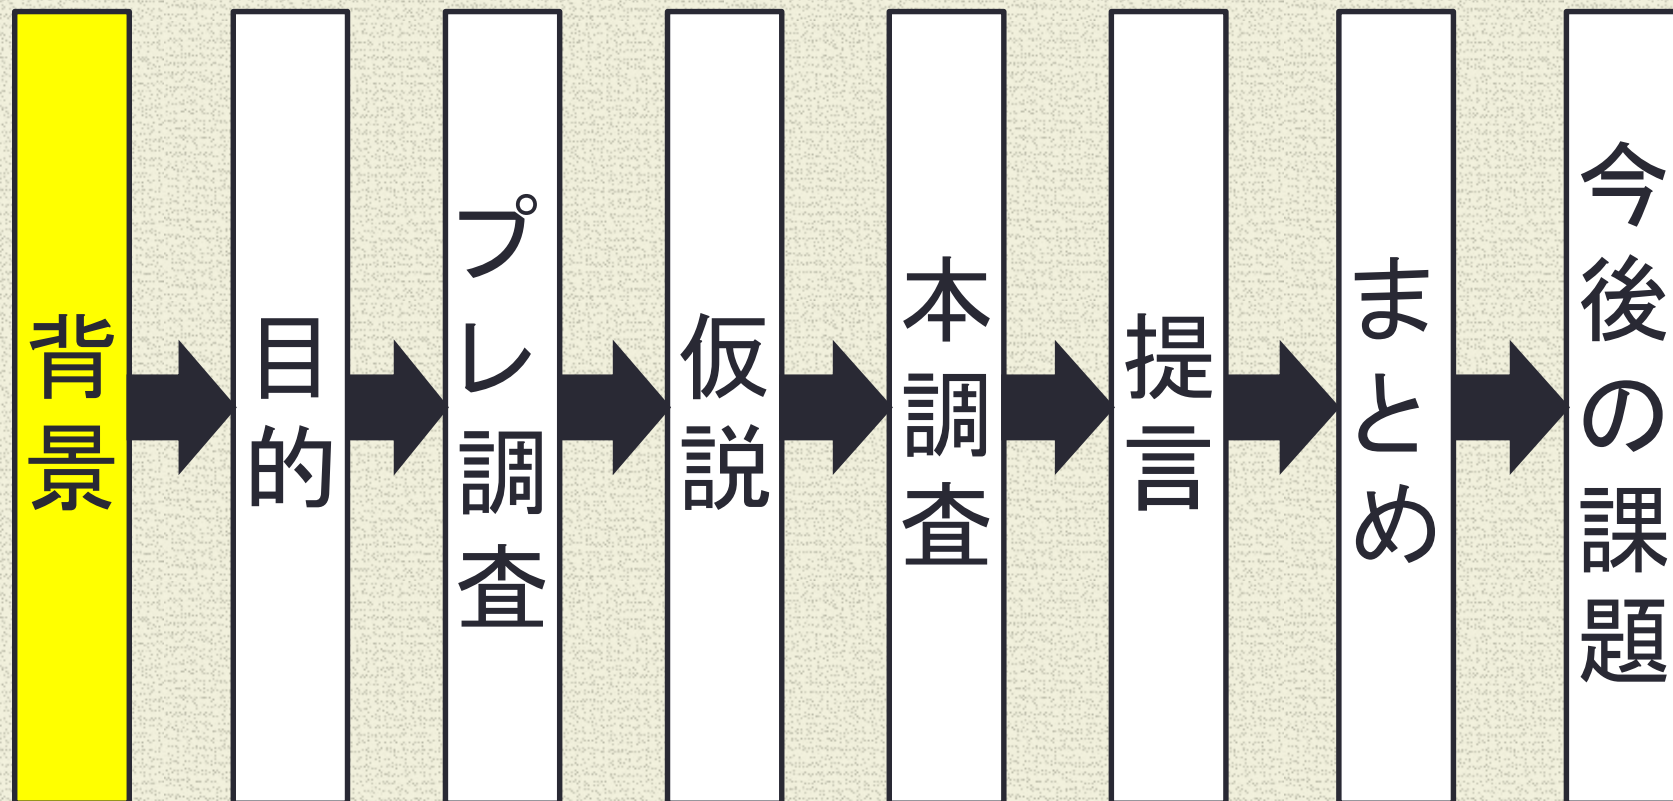 背景
目的
プレ調査
仮説
本調査
提言
まとめ
今後の課題